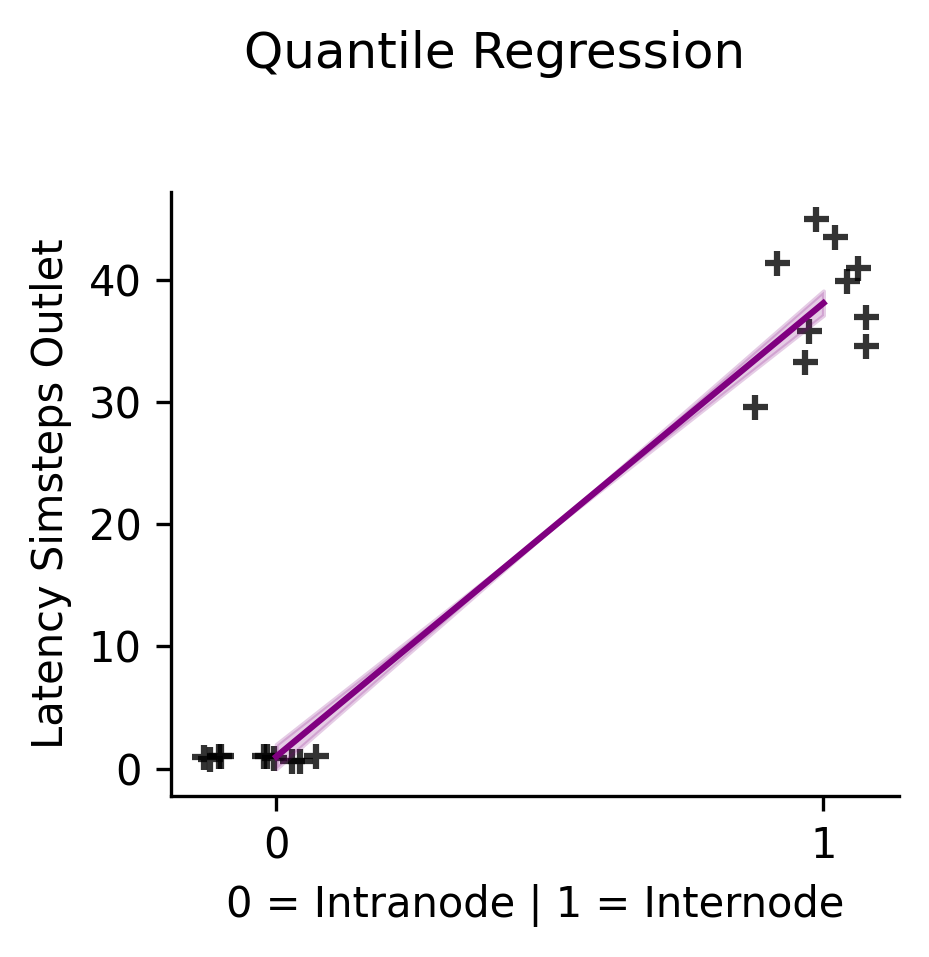 Quantile Regression
Latency Simsteps Outlet
40
30
20
10
0
0
1
0 = Intranode | 1 = Internode